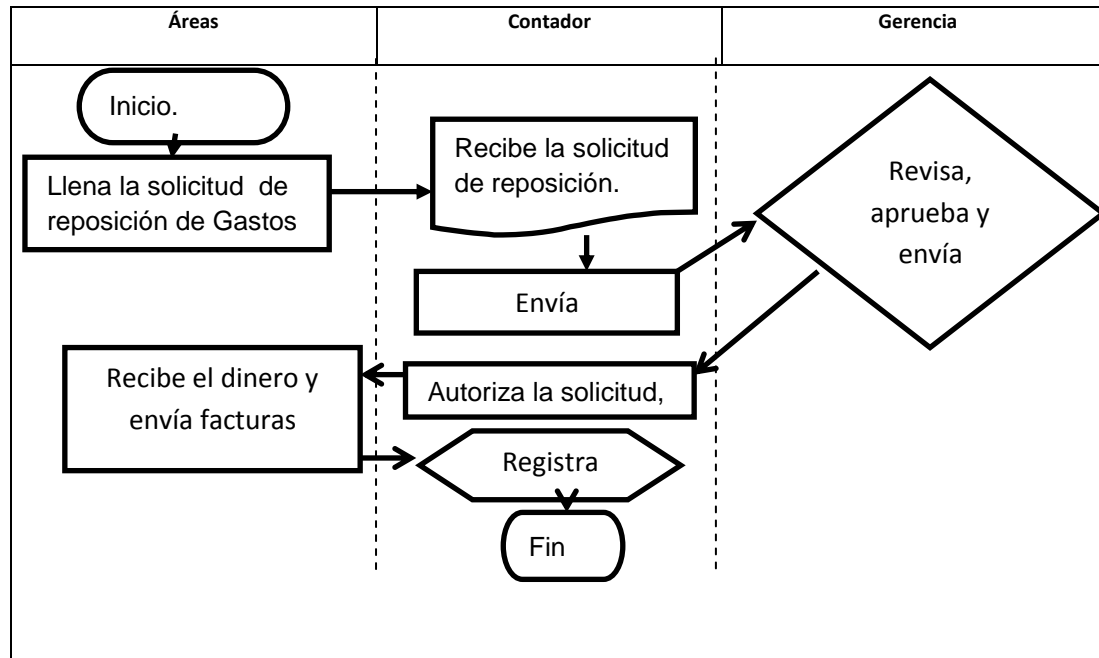 Áreas
Contador
Gerencia
Inicio.
Llena la solicitud de
reposición de Gastos
Recibe la solicitud
de reposición.
Envía
Revisa,
aprueba y
envía
Autoriza la solicitud,
Recibe el dinero y
envía facturas
Registra
Fin